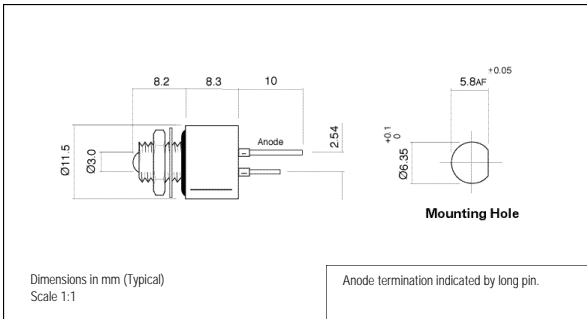 8.2 8.3 10
5.8AF +0.05
Ø11.5
Ø3.0
Anode
2.54
Ø6.35 +0.1
0
Mounting Hole
Dimensions in mm (Typical)
Scale 1:1
Anode termination indicated by long pin.